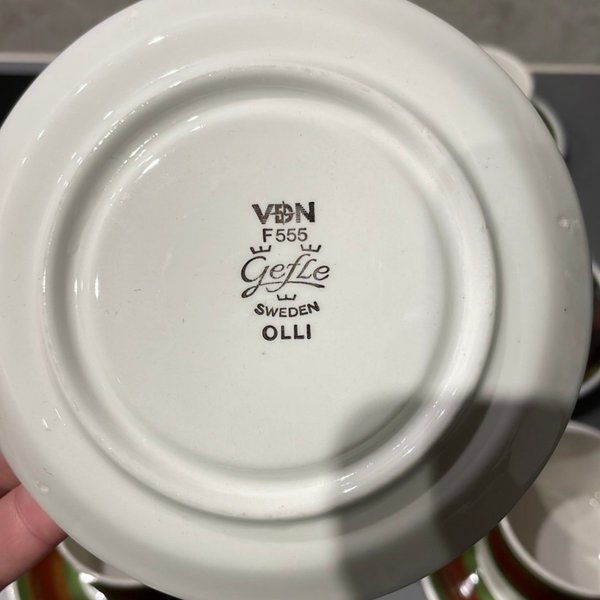 VDN
F555
Gefle
SWEDEN
OLLI